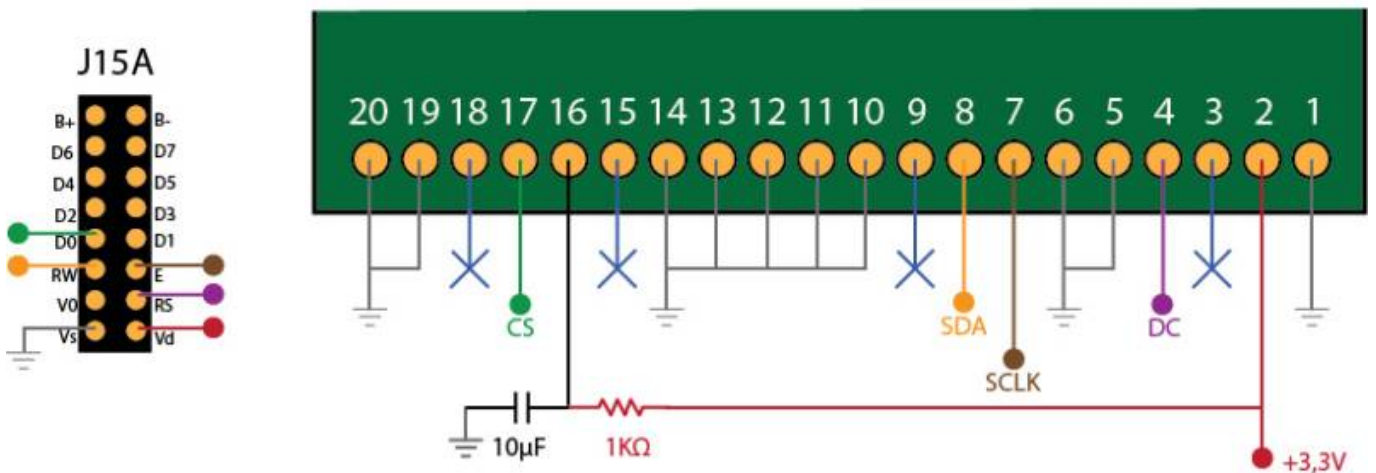 J15A
B+ B-
D6 D7
D4 D5
D2 D3
D0 D1
RW E
V0 RS
Vs Vd
20 19 18 17 16 15 14 13 12 11 10 9 8 7 6 5 4 3 2 1
CS SDA DC
SCLK
10µF 1KΩ +3,3V